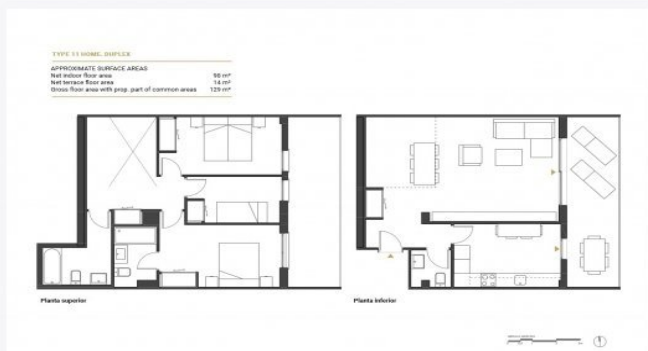 TYPE 11 HOME. DUPLEX
APPROXIMATE SURFACE AREAS
Net indoor floor area 98 m²
Net terrace floor area 14 m²
Gross floor area with prop. part of common areas 129 m²
Planta superior
Planta inferior